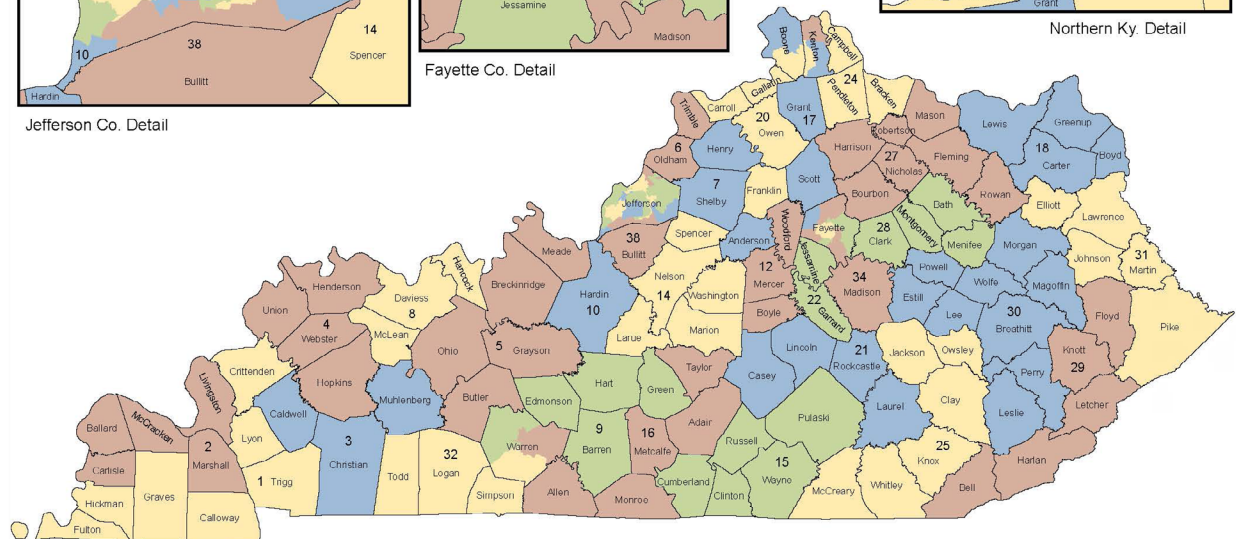 Jessamine
Grant
Madison
14
Spencer
38
Bullitt
10
Hardin
Northern Ky. Detail
Fayette Co. Detail
Jefferson Co. Detail
Boone
Kenton
Campbell
24
Pendleton
Bracken
Gallatin
Carroll
Trimble
20
Owen
Grant
17
Mason
Robertson
Lewis
Greenup
18
Carter
Boyd
6
Oldham
Henry
Harrison
27
Nicholas
Fleming
Rowan
7
Shelby
Franklin
Scott
Bourbon
Bath
Elliott
Lawrence
Jefferson
Spencer
Anderson
Woodford
Fayette
28
Clark
Montgomery
Menifee
Morgan
Johnson
31
Martin
38
Bullitt
Meade
Hancock
Breckinridge
Hardin
10
Nelson
14
Washington
12
Mercer
Boyle
Jessamine
22
Garrard
34
Madison
Powell
Estill
Wolfe
Lee
Magoffin
30
Breathitt
Floyd
Pike
Henderson
Union
Daviess
8
McLean
4
Webster
Hopkins
Ohio
5
Grayson
Larue
Marion
Lincoln
21
Rockcastle
Jackson
Owsley
Perry
Knott
29
Letcher
Crittenden
Livingston
Caldwell
Muhlenberg
Butler
Edmonson
Hart
Green
Taylor
Casey
Pulaski
Laurel
Clay
Leslie
Harlan
Ballard
McCracken
2
Marshall
Carlisle
Lyon
3
Christian
Todd
32
Logan
Warren
9
Barren
16
Metcalfe
Adair
Russell
15
Wayne
25
Knox
Bell
Hickman
Graves
1
Trigg
Simpson
Allen
Monroe
Cumberland
Clinton
McCreary
Whitley
Fulton
Calloway